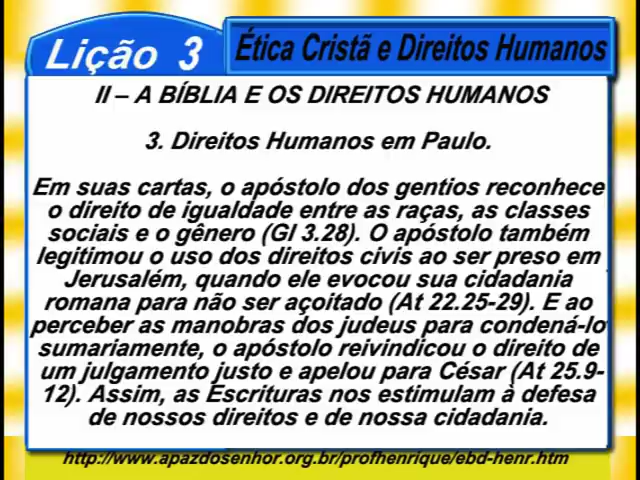 Lição 3
Ética Cristã e Direitos Humanos
II – A BÍBLIA E OS DIREITOS HUMANOS
3. Direitos Humanos em Paulo.
Em suas cartas, o apóstolo dos gentios reconhece
o direito de igualdade entre as raças, as classes
sociais e o gênero (Gl 3.28). O apóstolo também
legitimou o uso dos direitos civis ao ser preso em
Jerusalém, quando ele evocou sua cidadania
romana para não ser açoitado (At 22.25-29). E ao
perceber as manobras dos judeus para condená-lo
sumariamente, o apóstolo reivindicou o direito de
um julgamento justo e apelou para César (At 25.9-
12). Assim, as Escrituras nos estimulam à defesa
de nossos direitos e de nossa cidadania.
http://www.apazdosenhor.org.br/profhenrique/ebd-henr.htm